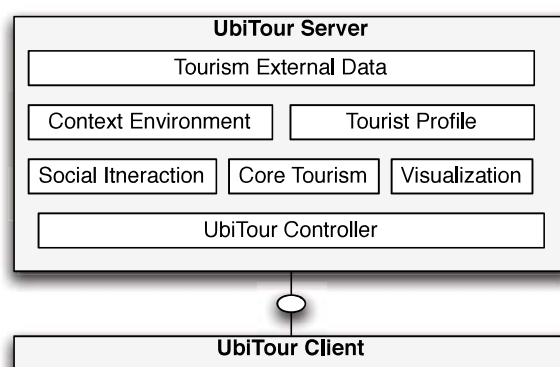 UbiTour Server
Tourism External Data
Context Environment Tourist Profile
Social Itneraction Core Tourism Visualization
UbiTour Controller
UbiTour Client